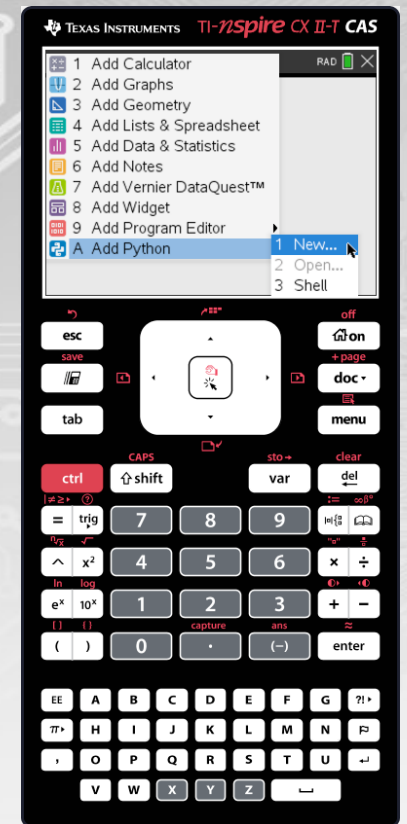 TEXAS INSTRUMENTS TI-nspire CX II-T CAS
RAD
1 Add Calculator
2 Add Graphs
3 Add Geometry
4 Add Lists & Spreadsheet
5 Add Data & Statistics
6 Add Notes
7 Add Vernier DataQuest™
8 Add Widget
9 Add Program Editor
A Add Python
1 New...
2 Open...
3 Shell
off
esc on
save +page
doc
tab menu
CAPS sto→ clear
ctrl shift var del
|≠≥▸ ? := ∞β°
= trig 7 8 9
ⁿ√x √ "∞"
^ x² 4 5 6 × ÷
ln log
eˣ 10ˣ 1 2 3 + −
[ ] { } capture ans ≈
( ) 0 . (−) enter
EE A B C D E F G ?!▸
π▸ H I J K L M N
, O P Q R S T U ↵
V W X Y Z